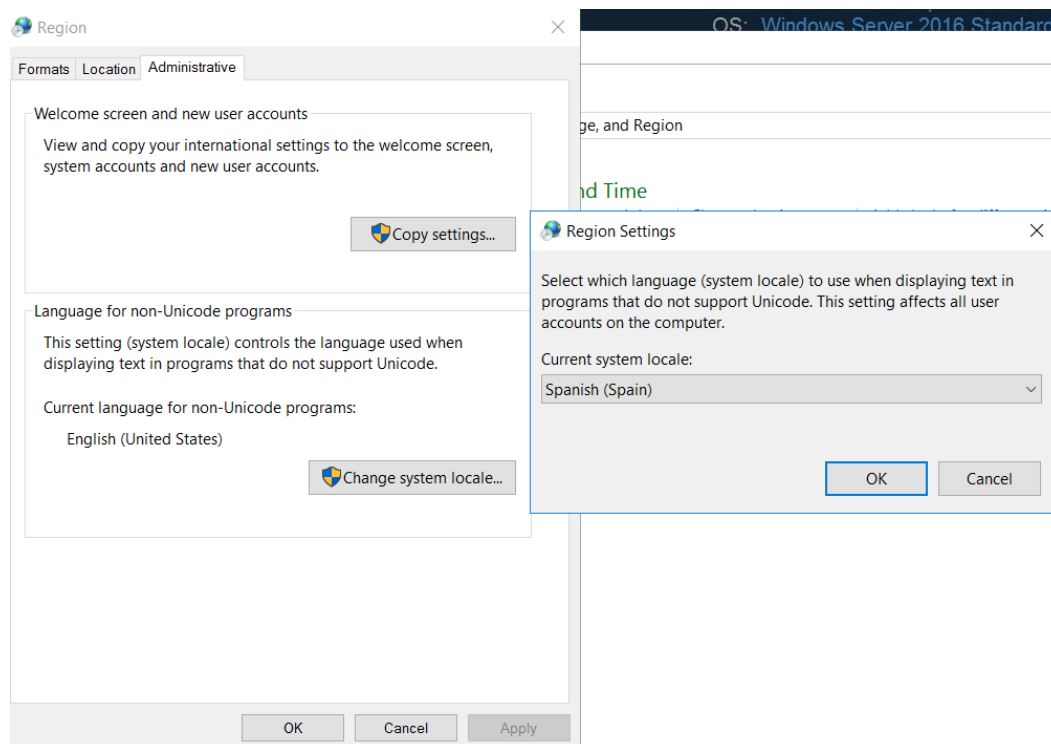 Region
OS: Windows Server 2016 Standard
Formats Location Administrative
Welcome screen and new user accounts
View and copy your international settings to the welcome screen,
system accounts and new user accounts.
Copy settings...
Language for non-Unicode programs
This setting (system locale) controls the language used when
displaying text in programs that do not support Unicode.
Current language for non-Unicode programs:
English (United States)
Change system locale...
OK Cancel Apply
ge, and Region
nd Time
Region Settings
Select which language (system locale) to use when displaying text in
programs that do not support Unicode. This setting affects all user
accounts on the computer.
Current system locale:
Spanish (Spain)
OK Cancel